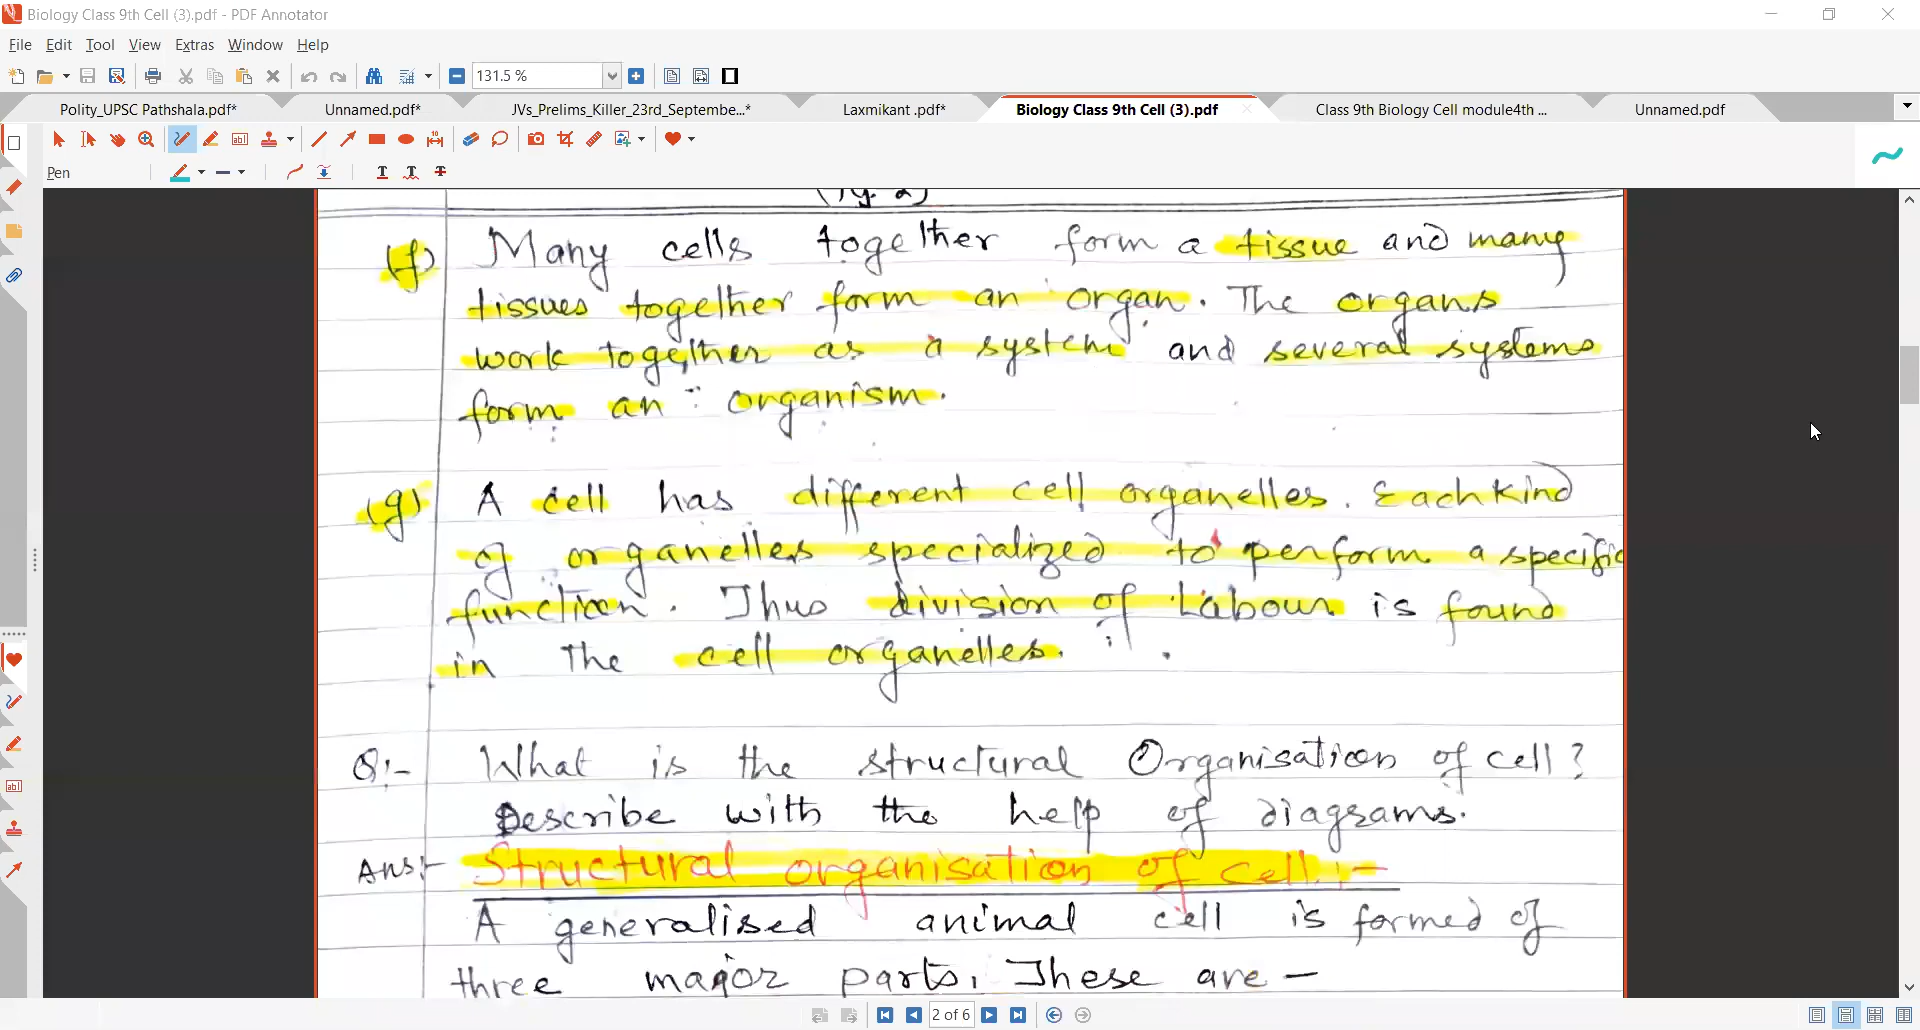 Biology Class 9th Cell (3).pdf - PDF Annotator
File Edit Tool View Extras Window Help
131.5 %
Polity_UPSC Pathshala.pdf* Unnamed.pdf* JVs_Prelims_Killer_23rd_Septembe...* Laxmikant .pdf* Biology Class 9th Cell (3).pdf Class 9th Biology Cell module4th ... Unnamed.pdf
Pen
(f) Many cells together form a tissue and many
tissues together form an organ. The organs
work together as a system and several systems
form an organism.
(g) A cell has different cell organelles. Each kind
of organelles specialized to perform a specific
function. Thus division of Labour is found
in the cell organelles.
Q:- What is the structural Organisation of cell?
Describe with the help of diagrams.
Ans:- Structural organisation of cell :-
A generalised animal cell is formed of
three major parts. These are -
2 of 6